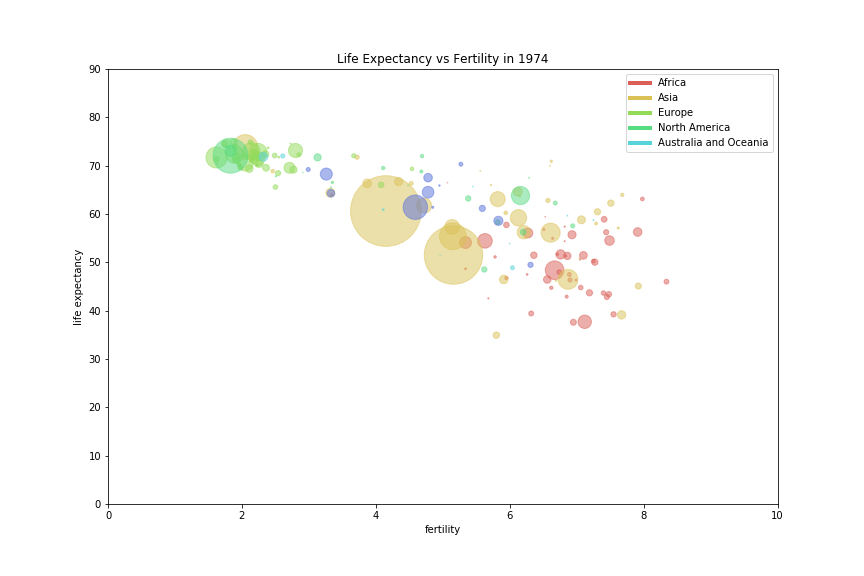 Life Expectancy vs Fertility in 1974
90
80
70
60
50
40
30
20
10
0
life expectancy
Africa
Asia
Europe
North America
Australia and Oceania
0 2 4 6 8 10
fertility